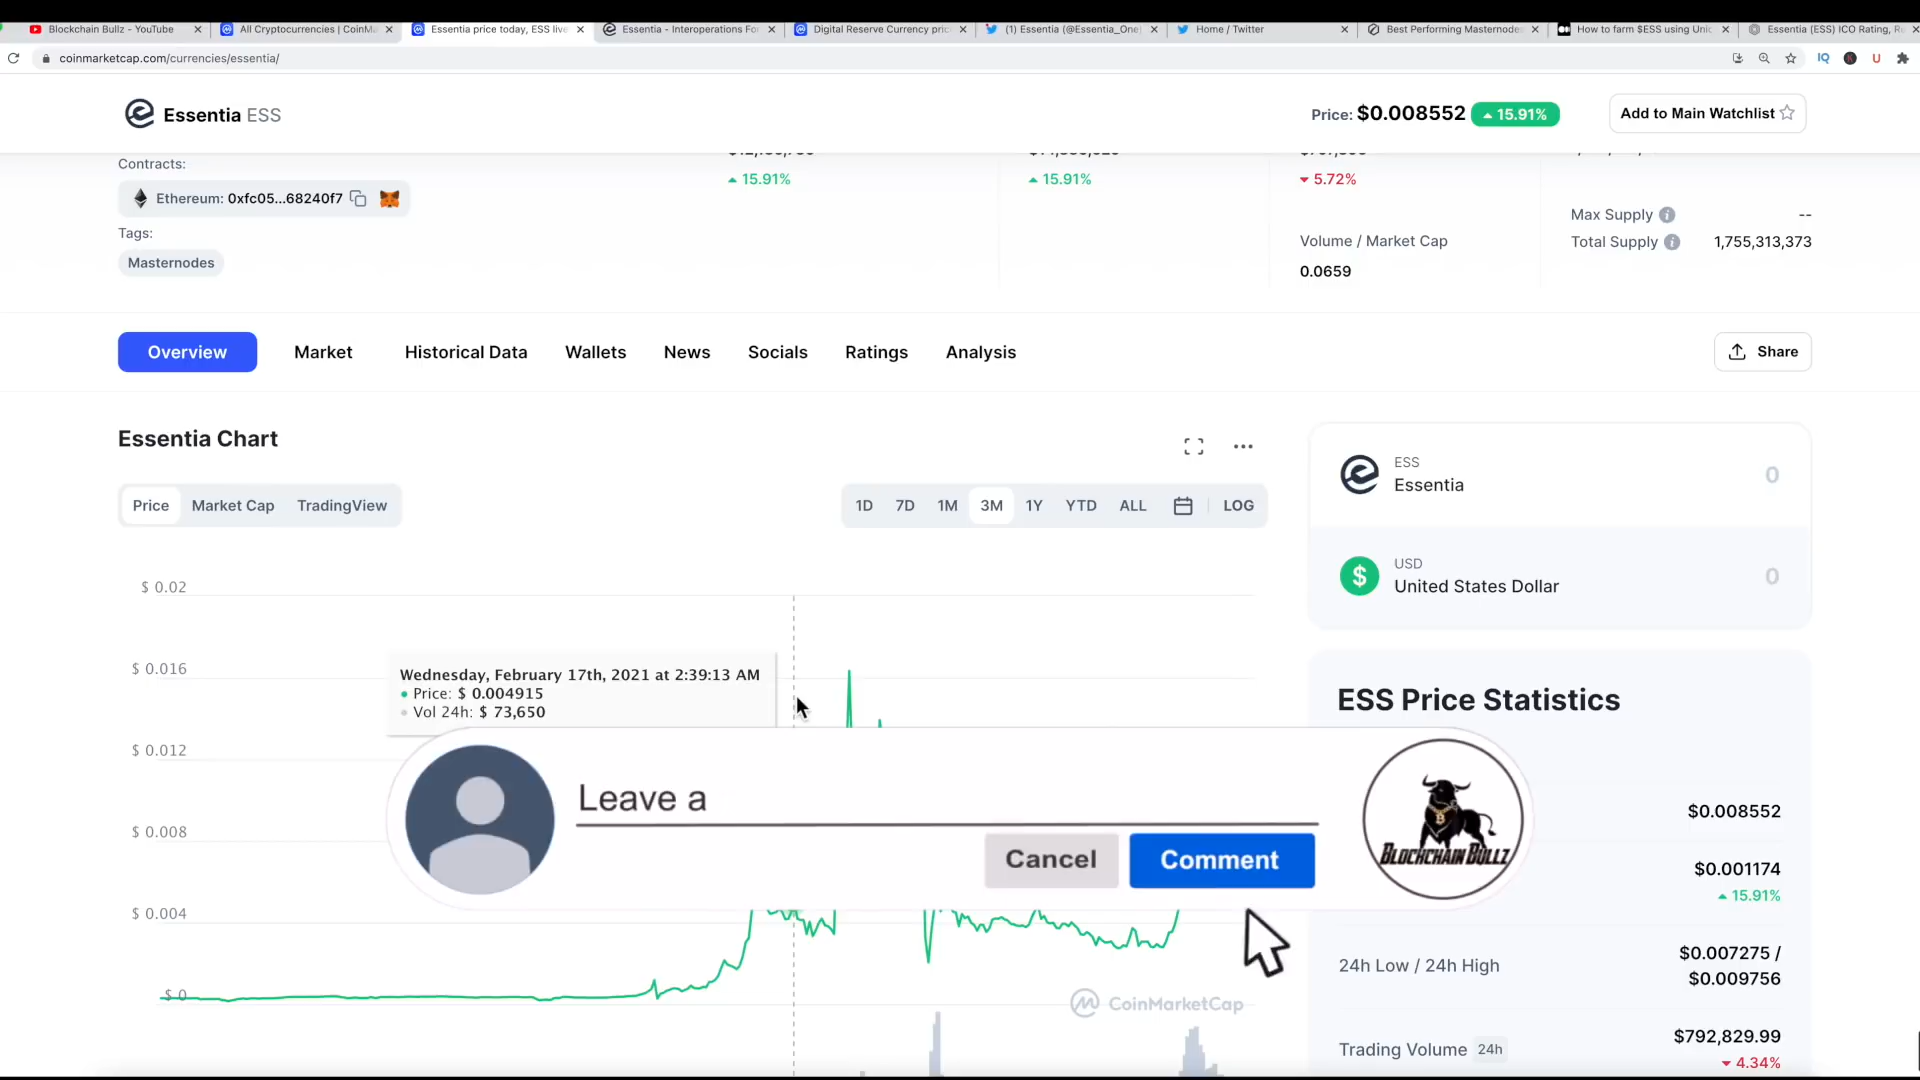 Blockchain Bullz - YouTube
All Cryptocurrencies | CoinM
Essentia price today, ESS live
Essentia - Interoperations Fo
Digital Reserve Currency pric
(1) Essentia (@Essentia_One)
Home / Twitter
Best Performing Masternodes
How to farm $ESS using Uni
Essentia (ESS) ICO Rating, R
coinmarketcap.com/currencies/essentia/
IQ
U
Essentia ESS
Price: $0.008552
15.91%
Add to Main Watchlist
Contracts:
15.91%
15.91%
5.72%
Ethereum: 0xfc05...68240f7
Max Supply
--
Tags:
Volume / Market Cap
Total Supply
1,755,313,373
Masternodes
0.0659
Overview
Market
Historical Data
Wallets
News
Socials
Ratings
Analysis
Share
Essentia Chart
ESS
Essentia
0
Price
Market Cap
TradingView
1D
7D
1M
3M
1Y
YTD
ALL
LOG
USD
United States Dollar
0
$ 0.02
$ 0.016
Wednesday, February 17th, 2021 at 2:39:13 AM
Price: $ 0.004915
Vol 24h: $ 73,650
ESS Price Statistics
$ 0.012
Leave a
Cancel
Comment
BLOCKCHAIN BULLZ
$0.008552
$ 0.008
$0.001174
15.91%
$ 0.004
24h Low / 24h High
$0.007275 /
$0.009756
$ 0
CoinMarketCap
Trading Volume 24h
$792,829.99
4.34%